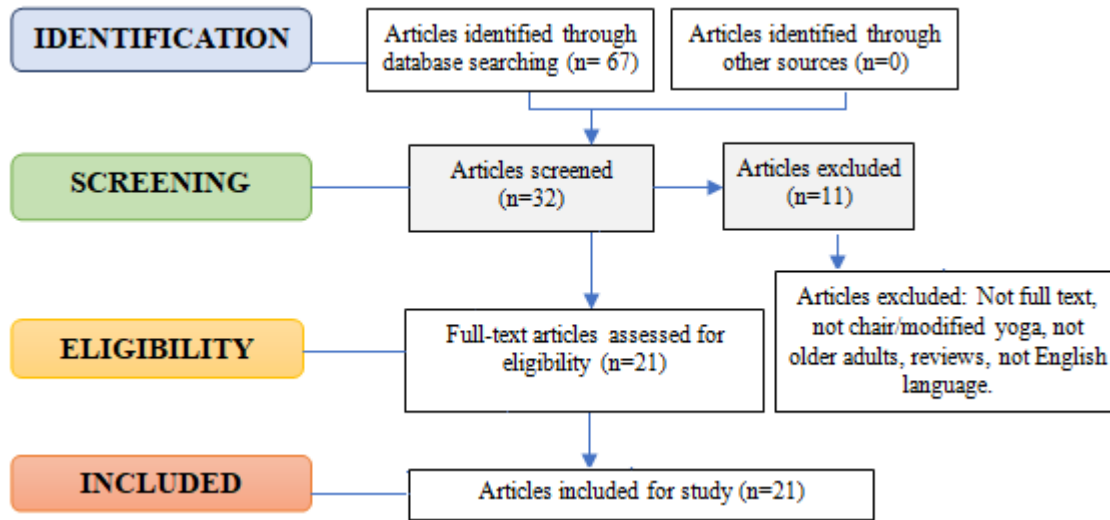 IDENTIFICATION
Articles identified through
database searching (n= 67)
Articles identified through
other sources (n=0)
SCREENING
Articles screened
(n=32)
Articles excluded
(n=11)
Articles excluded: Not full text,
not chair/modified yoga, not
older adults, reviews, not English
language.
ELIGIBILITY
Full-text articles assessed for
eligibility (n=21)
INCLUDED
Articles included for study (n=21)